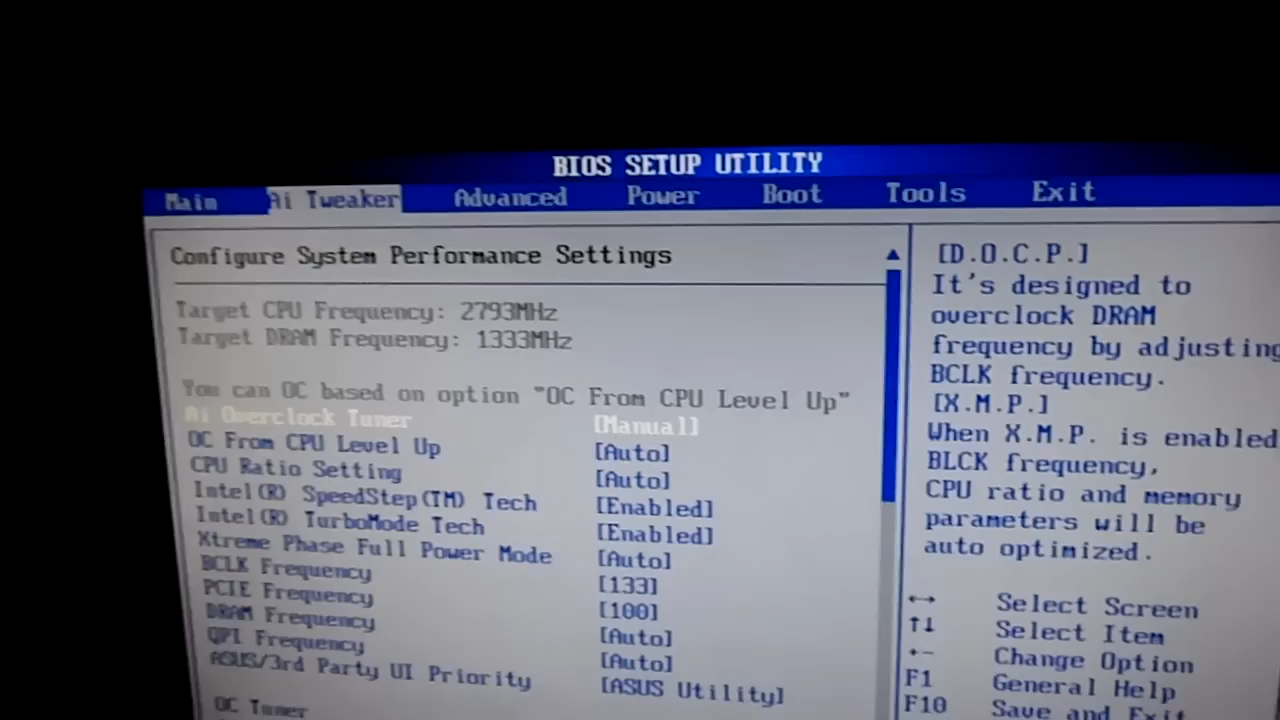 BIOS SETUP UTILITY
Main Ai Tweaker Advanced Power Boot Tools Exit
Configure System Performance Settings
Target CPU Frequency: 2793MHz
Target DRAM Frequency: 1333MHz
You can OC based on option "OC From CPU Level Up"
Ai Overclock Tuner [Manual]
OC From CPU Level Up [Auto]
CPU Ratio Setting [Auto]
Intel(R) SpeedStep(TM) Tech [Enabled]
Intel(R) TurboMode Tech [Enabled]
Xtreme Phase Full Power Mode [Auto]
BCLK Frequency [133]
PCIE Frequency [100]
DRAM Frequency [Auto]
QPI Frequency [Auto]
ASUS/3rd Party UI Priority [ASUS Utility]
OC Tuner
[D.O.C.P.]
It's designed to
overclock DRAM
frequency by adjusting
BCLK frequency.
[X.M.P.]
When X.M.P. is enabled
BLCK frequency,
CPU ratio and memory
parameters will be
auto optimized.
↔ Select Screen
↑↓ Select Item
+- Change Option
F1 General Help
F10 Save and Exit